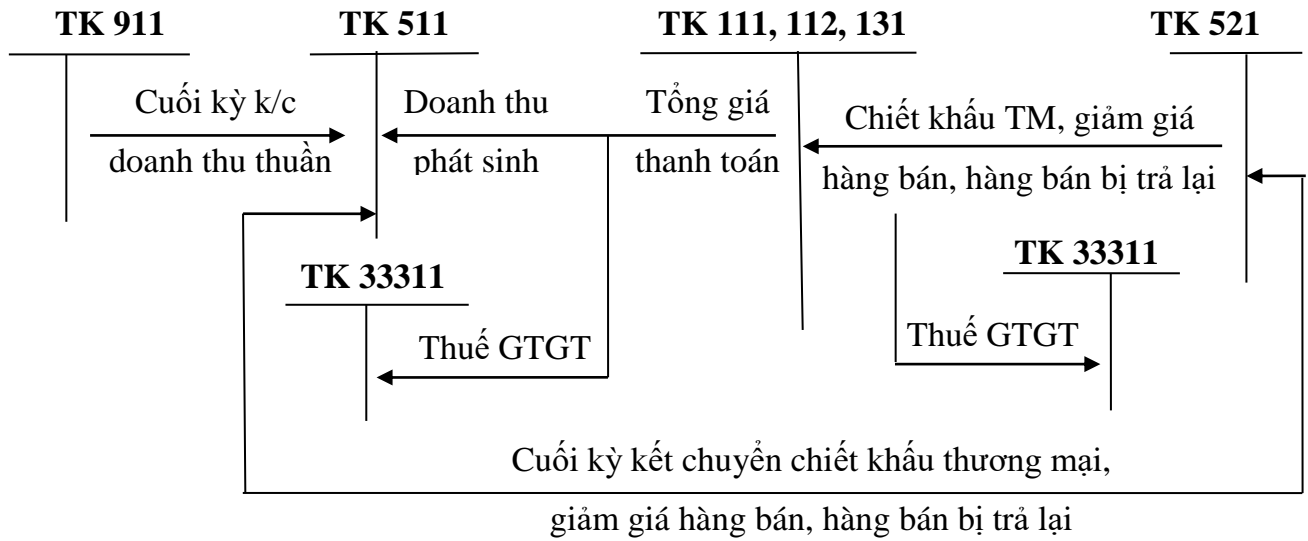 TK 911 TK 511 TK 111, 112, 131 TK 521
Cuối kỳ k/c
doanh thu thuần
Doanh thu
phát sinh
Tổng giá
thanh toán
Chiết khấu TM, giảm giá
hàng bán, hàng bán bị trả lại
TK 33311
Thuế GTGT
TK 33311
Thuế GTGT
Cuối kỳ kết chuyển chiết khấu thương mại,
giảm giá hàng bán, hàng bán bị trả lại